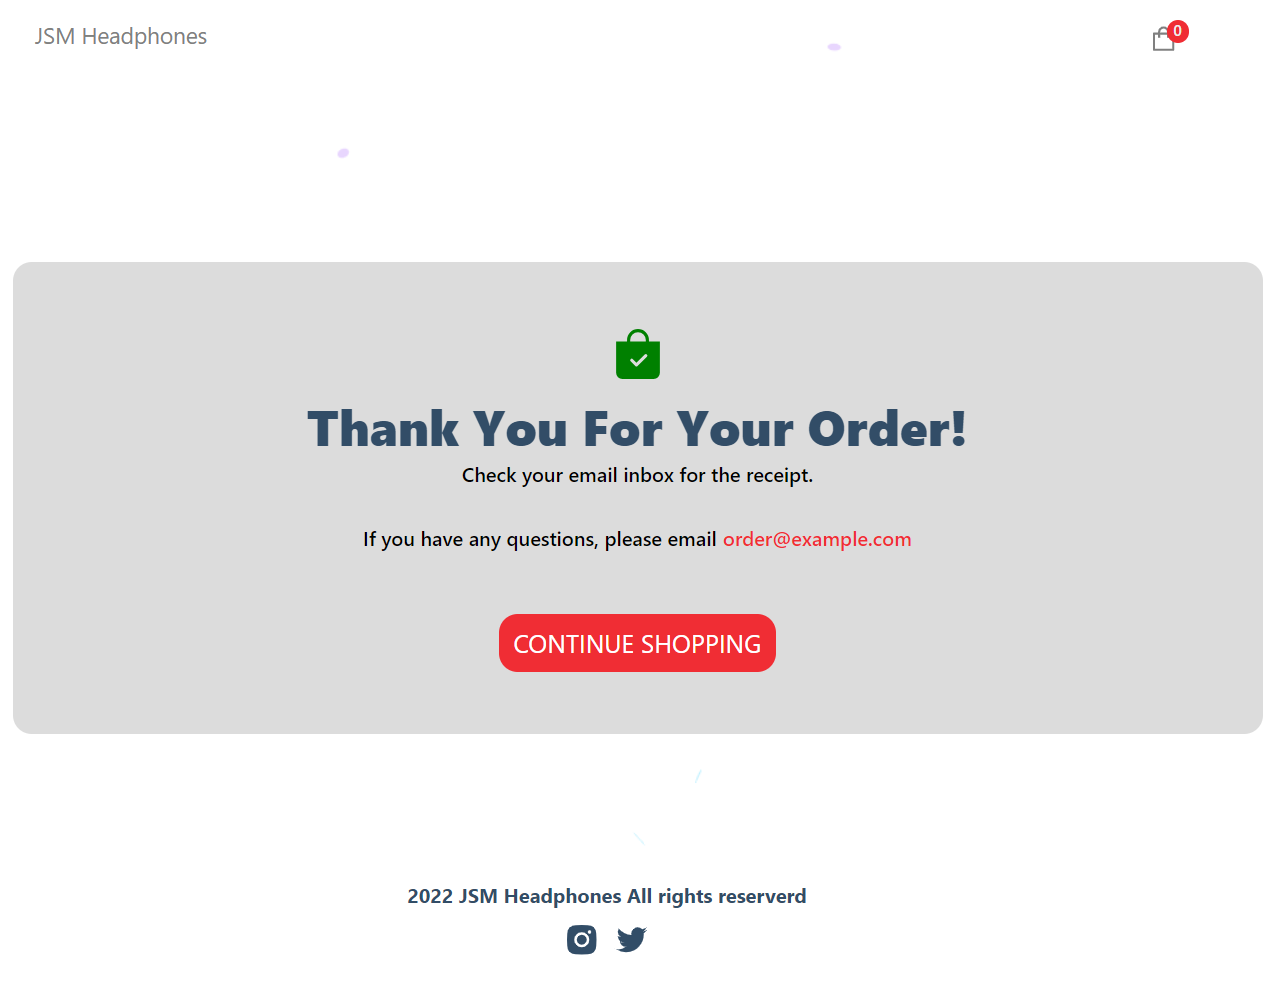 JSM Headphones
0
Thank You For Your Order!
Check your email inbox for the receipt.
If you have any questions, please email order@example.com
CONTINUE SHOPPING
2022 JSM Headphones All rights reserverd